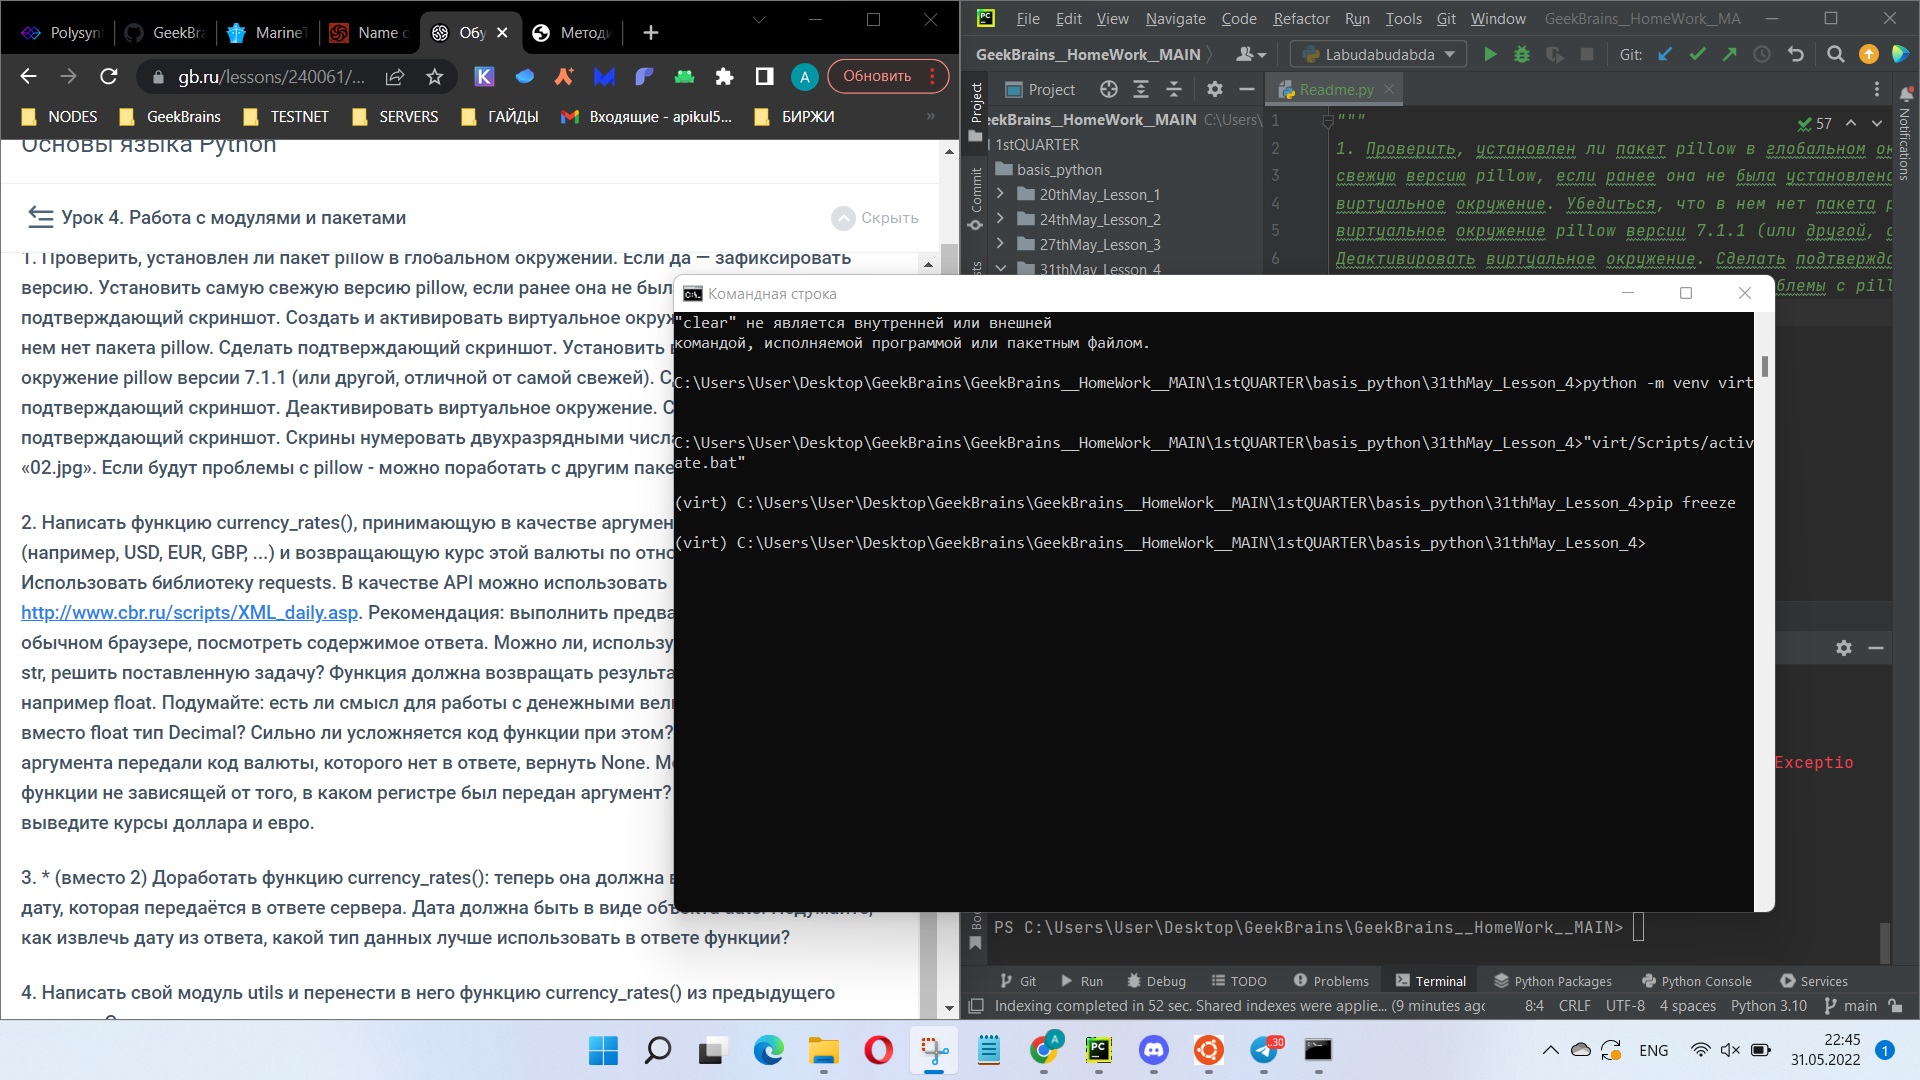 Polysyn
GeekBra
MarineT
Name o
Обу
Методи
gb.ru/lessons/240061/...
Обновить
NODES
GeekBrains
TESTNET
SERVERS
ГАЙДЫ
Входящие - apikul5...
БИРЖИ
Основы языка Python
Урок 4. Работа с модулями и пакетами
Скрыть
1. Проверить, установлен ли пакет pillow в глобальном окружении. Если да — зафиксировать
версию. Установить самую свежую версию pillow, если ранее она не был
подтверждающий скриншот. Создать и активировать виртуальное окруж
нем нет пакета pillow. Сделать подтверждающий скриншот. Установить в
окружение pillow версии 7.1.1 (или другой, отличной от самой свежей). С
подтверждающий скриншот. Деактивировать виртуальное окружение. С
подтверждающий скриншот. Скрины нумеровать двухразрядными числ
«02.jpg». Если будут проблемы с pillow - можно поработать с другим паке
2. Написать функцию currency_rates(), принимающую в качестве аргумен
(например, USD, EUR, GBP, ...) и возвращающую курс этой валюты по отно
Использовать библиотеку requests. В качестве API можно использовать
http://www.cbr.ru/scripts/XML_daily.asp. Рекомендация: выполнить предва
обычном браузере, посмотреть содержимое ответа. Можно ли, используя
str, решить поставленную задачу? Функция должна возвращать результа
например float. Подумайте: есть ли смысл для работы с денежными вели
вместо float тип Decimal? Сильно ли усложняется код функции при этом?
аргумента передали код валюты, которого нет в ответе, вернуть None. М
функции не зависящей от того, в каком регистре был передан аргумент?
выведите курсы доллара и евро.
3. * (вместо 2) Доработать функцию currency_rates(): теперь она должна в
дату, которая передаётся в ответе сервера. Дата должна быть в виде объекта date. Подумайте,
как извлечь дату из ответа, какой тип данных лучше использовать в ответе функции?
4. Написать свой модуль utils и перенести в него функцию currency_rates() из предыдущего
File Edit View Navigate Code Refactor Run Tools Git Window GeekBrains__HomeWork__MA
GeekBrains__HomeWork__MAIN
Labudabudabda
Git:
Project
Project
Commit
Notifications
Readme.py
eekBrains__HomeWork__MAIN C:\Users\
1stQUARTER
basis_python
20thMay_Lesson_1
24thMay_Lesson_2
27thMay_Lesson_3
31thMay_Lesson_4
57
1 """
2 1. Проверить, установлен ли пакет pillow в глобальном ок
3 свежую версию pillow, если ранее она не была установлена
4 виртуальное окружение. Убедиться, что в нем нет пакета p
5 виртуальное окружение pillow версии 7.1.1 (или другой, о
6 Деактивировать виртуальное окружение. Сделать подтвержда
блемы с pill
Командная строка
"clear" не является внутренней или внешней
командой, исполняемой программой или пакетным файлом.
C:\Users\User\Desktop\GeekBrains\GeekBrains__HomeWork__MAIN\1stQUARTER\basis_python\31thMay_Lesson_4>python -m venv virt
C:\Users\User\Desktop\GeekBrains\GeekBrains__HomeWork__MAIN\1stQUARTER\basis_python\31thMay_Lesson_4>"virt/Scripts/activ
ate.bat"
(virt) C:\Users\User\Desktop\GeekBrains\GeekBrains__HomeWork__MAIN\1stQUARTER\basis_python\31thMay_Lesson_4>pip freeze
(virt) C:\Users\User\Desktop\GeekBrains\GeekBrains__HomeWork__MAIN\1stQUARTER\basis_python\31thMay_Lesson_4>
Exceptio
PS C:\Users\User\Desktop\GeekBrains\GeekBrains__HomeWork__MAIN>
Git Run Debug TODO Problems Terminal Python Packages Python Console Services
Indexing completed in 52 sec. Shared indexes were applie... (9 minutes agc 8:4 CRLF UTF-8 4 spaces Python 3.10 main
30
ENG
22:45
31.05.2022
1